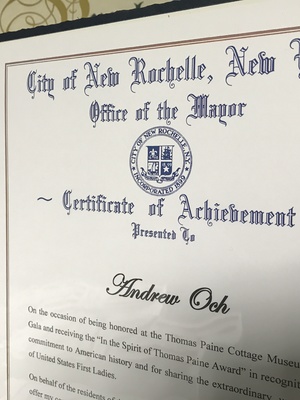 City of New Rochelle, New
Office of the Mayor
CITY OF NEW ROCHELLE, N.Y.
INCORPORATED 1899
~ Certificate of Achievement
Presented To
Andrew Och
On the occasion of being honored at the Thomas Paine Cottage Museum
Gala and receiving the "In the Spirit of Thomas Paine Award" in
commitment to American history and for sharing the extraordinary
of United States First Ladies.
On behalf of the residents of
offer my